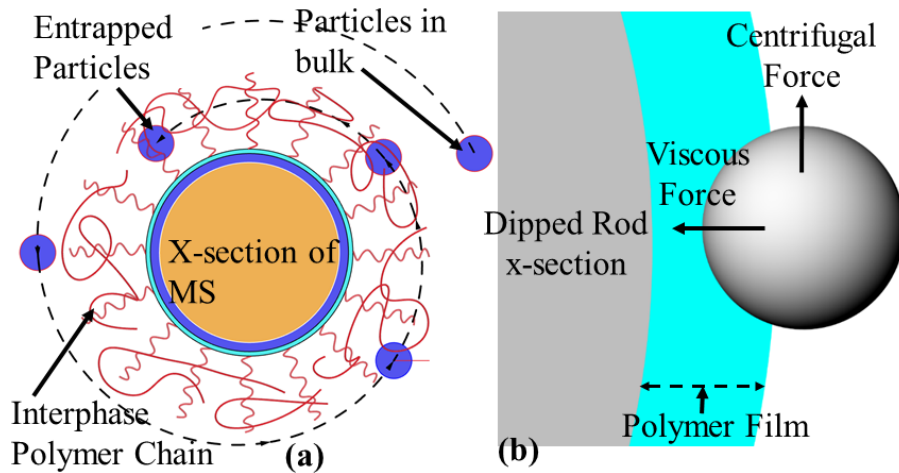 Entrapped
Particles
Particles in
bulk
X-section of
MS
Interphase
Polymer Chain
(a)
Centrifugal
Force
Viscous
Force
Dipped Rod
x-section
Polymer Film
(b)